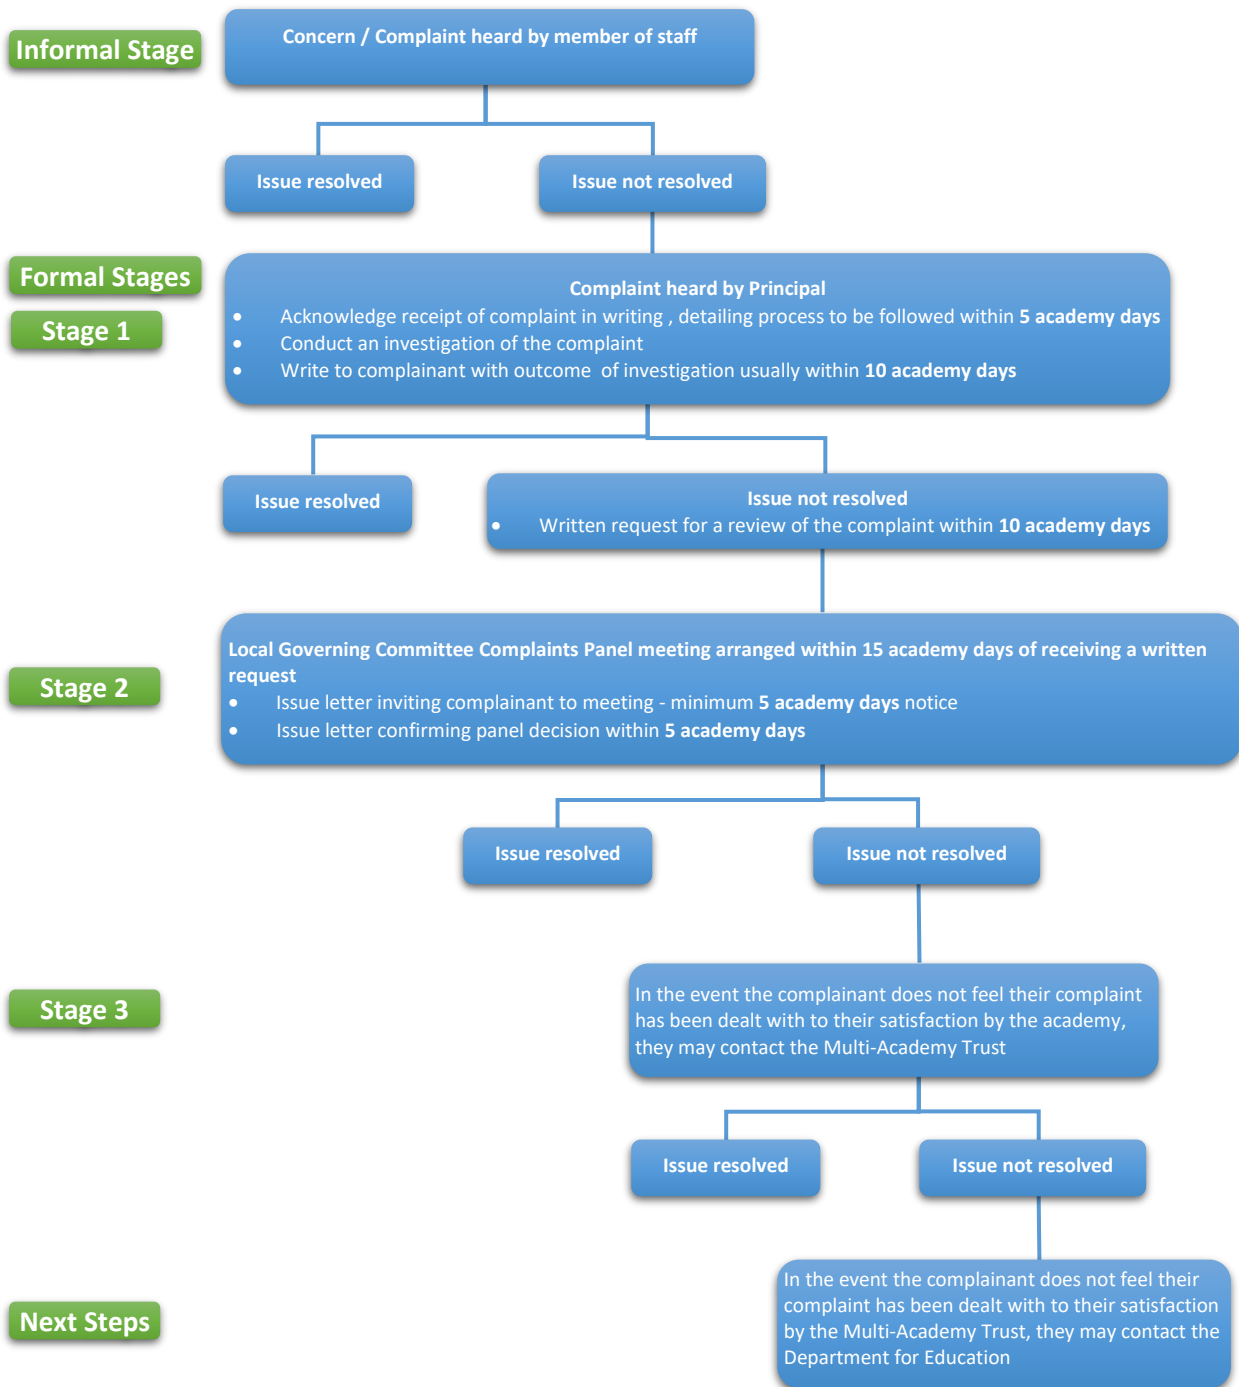 Informal Stage
Concern / Complaint heard by member of staff
Issue resolved
Issue not resolved
Formal Stages
Stage 1
Complaint heard by Principal
• Acknowledge receipt of complaint in writing , detailing process to be followed within 5 academy days
• Conduct an investigation of the complaint
• Write to complainant with outcome of investigation usually within 10 academy days
Issue resolved
Issue not resolved
• Written request for a review of the complaint within 10 academy days
Stage 2
Local Governing Committee Complaints Panel meeting arranged within 15 academy days of receiving a written
request
• Issue letter inviting complainant to meeting - minimum 5 academy days notice
• Issue letter confirming panel decision within 5 academy days
Issue resolved
Issue not resolved
Stage 3
In the event the complainant does not feel their complaint
has been dealt with to their satisfaction by the academy,
they may contact the Multi-Academy Trust
Issue resolved
Issue not resolved
Next Steps
In the event the complainant does not feel their
complaint has been dealt with to their satisfaction
by the Multi-Academy Trust, they may contact the
Department for Education